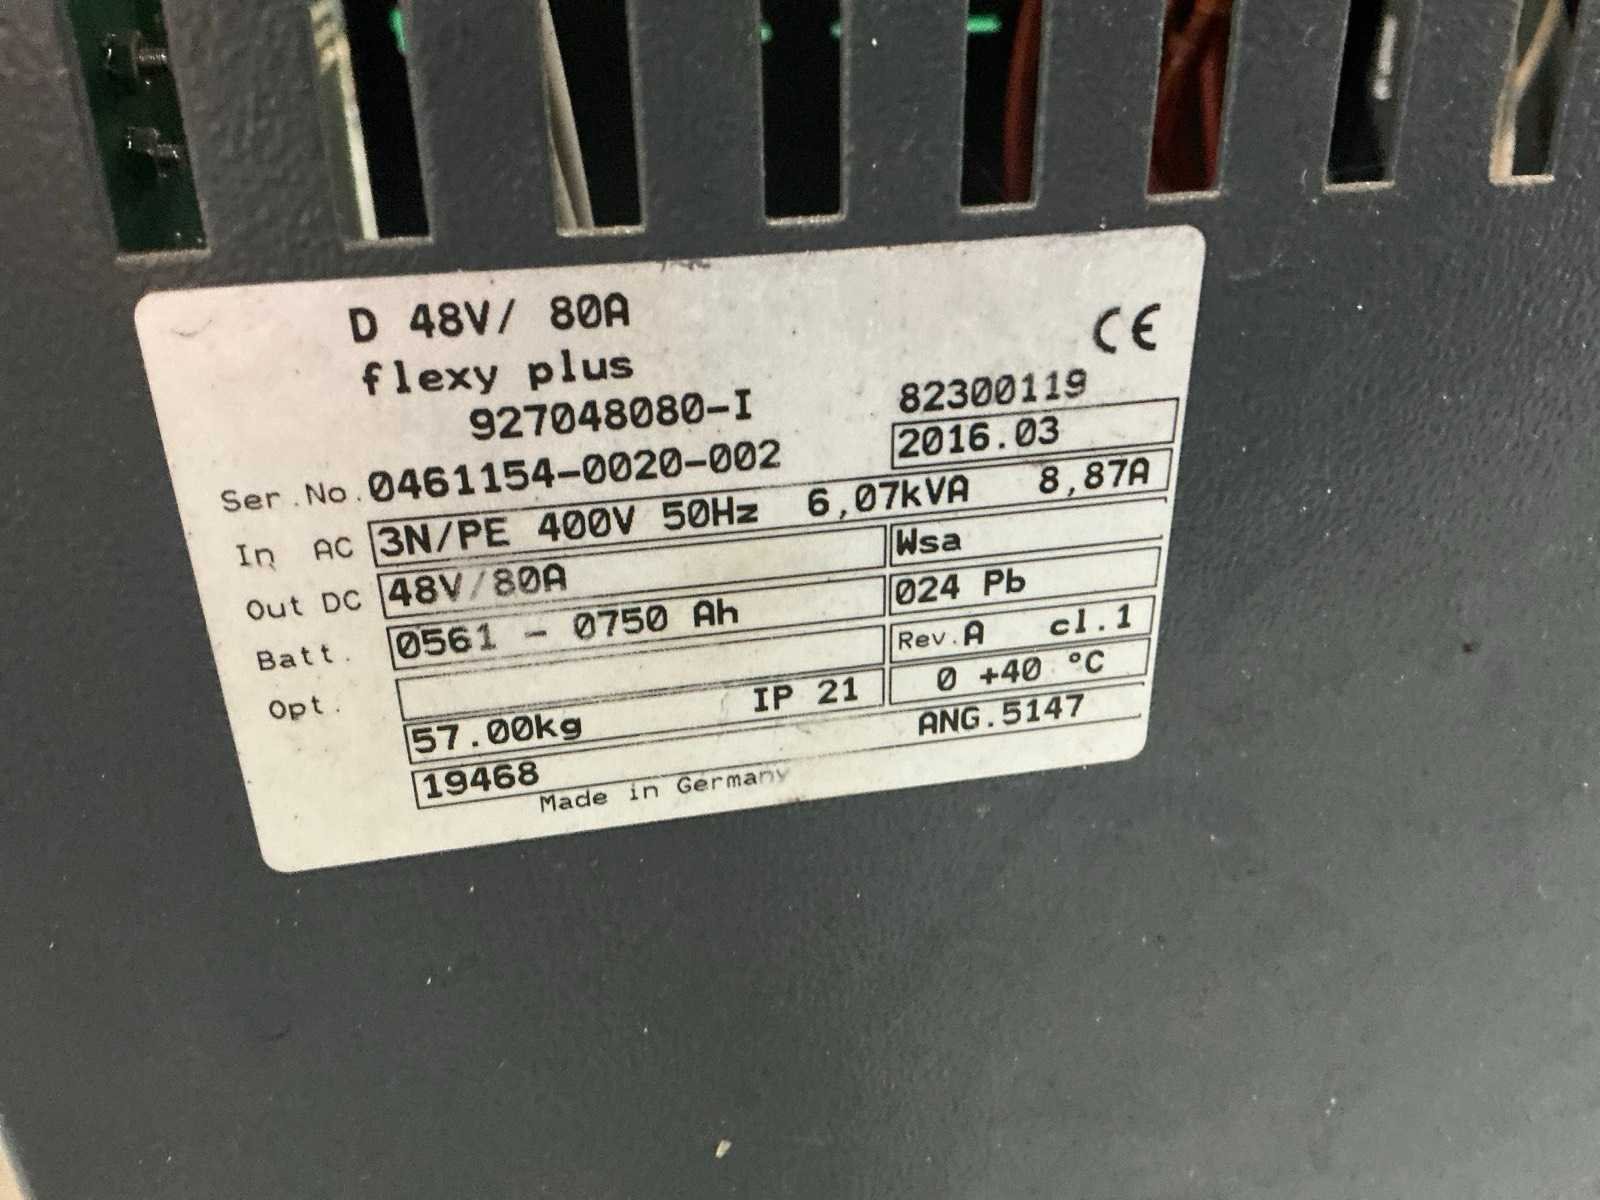 D 48V/ 80A
CE
flexy plus
927048080-I 82300119
Ser.No. 0461154-0020-002 2016.03
In AC 3N/PE 400V 50Hz 6,07kVA 8,87A
Out DC 48V/80A Wsa
Batt. 0561 - 0750 Ah 024 Pb
Opt. Rev.A cl.1
57.00kg IP 21 0 +40 °C
19468 ANG.5147
Made in Germany